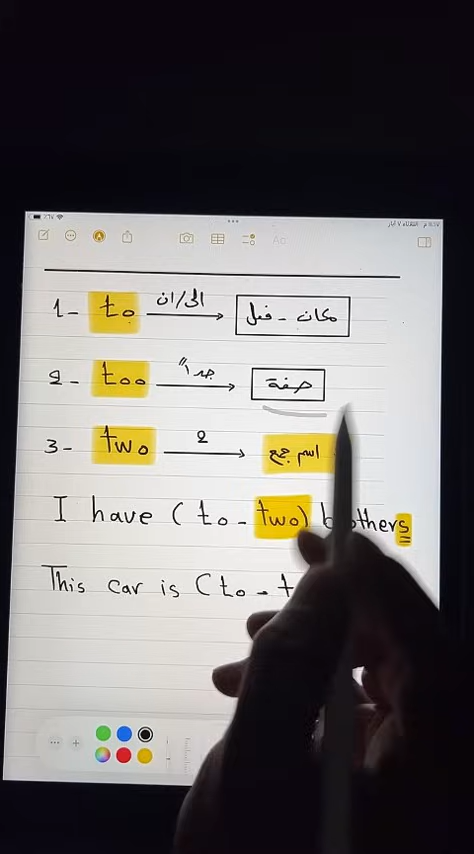 1- to الى/ان مكان - فعل
2- too جداً صفة
3- two 2 اسم جمع
I have (to - two) brothers
This car is (to - t